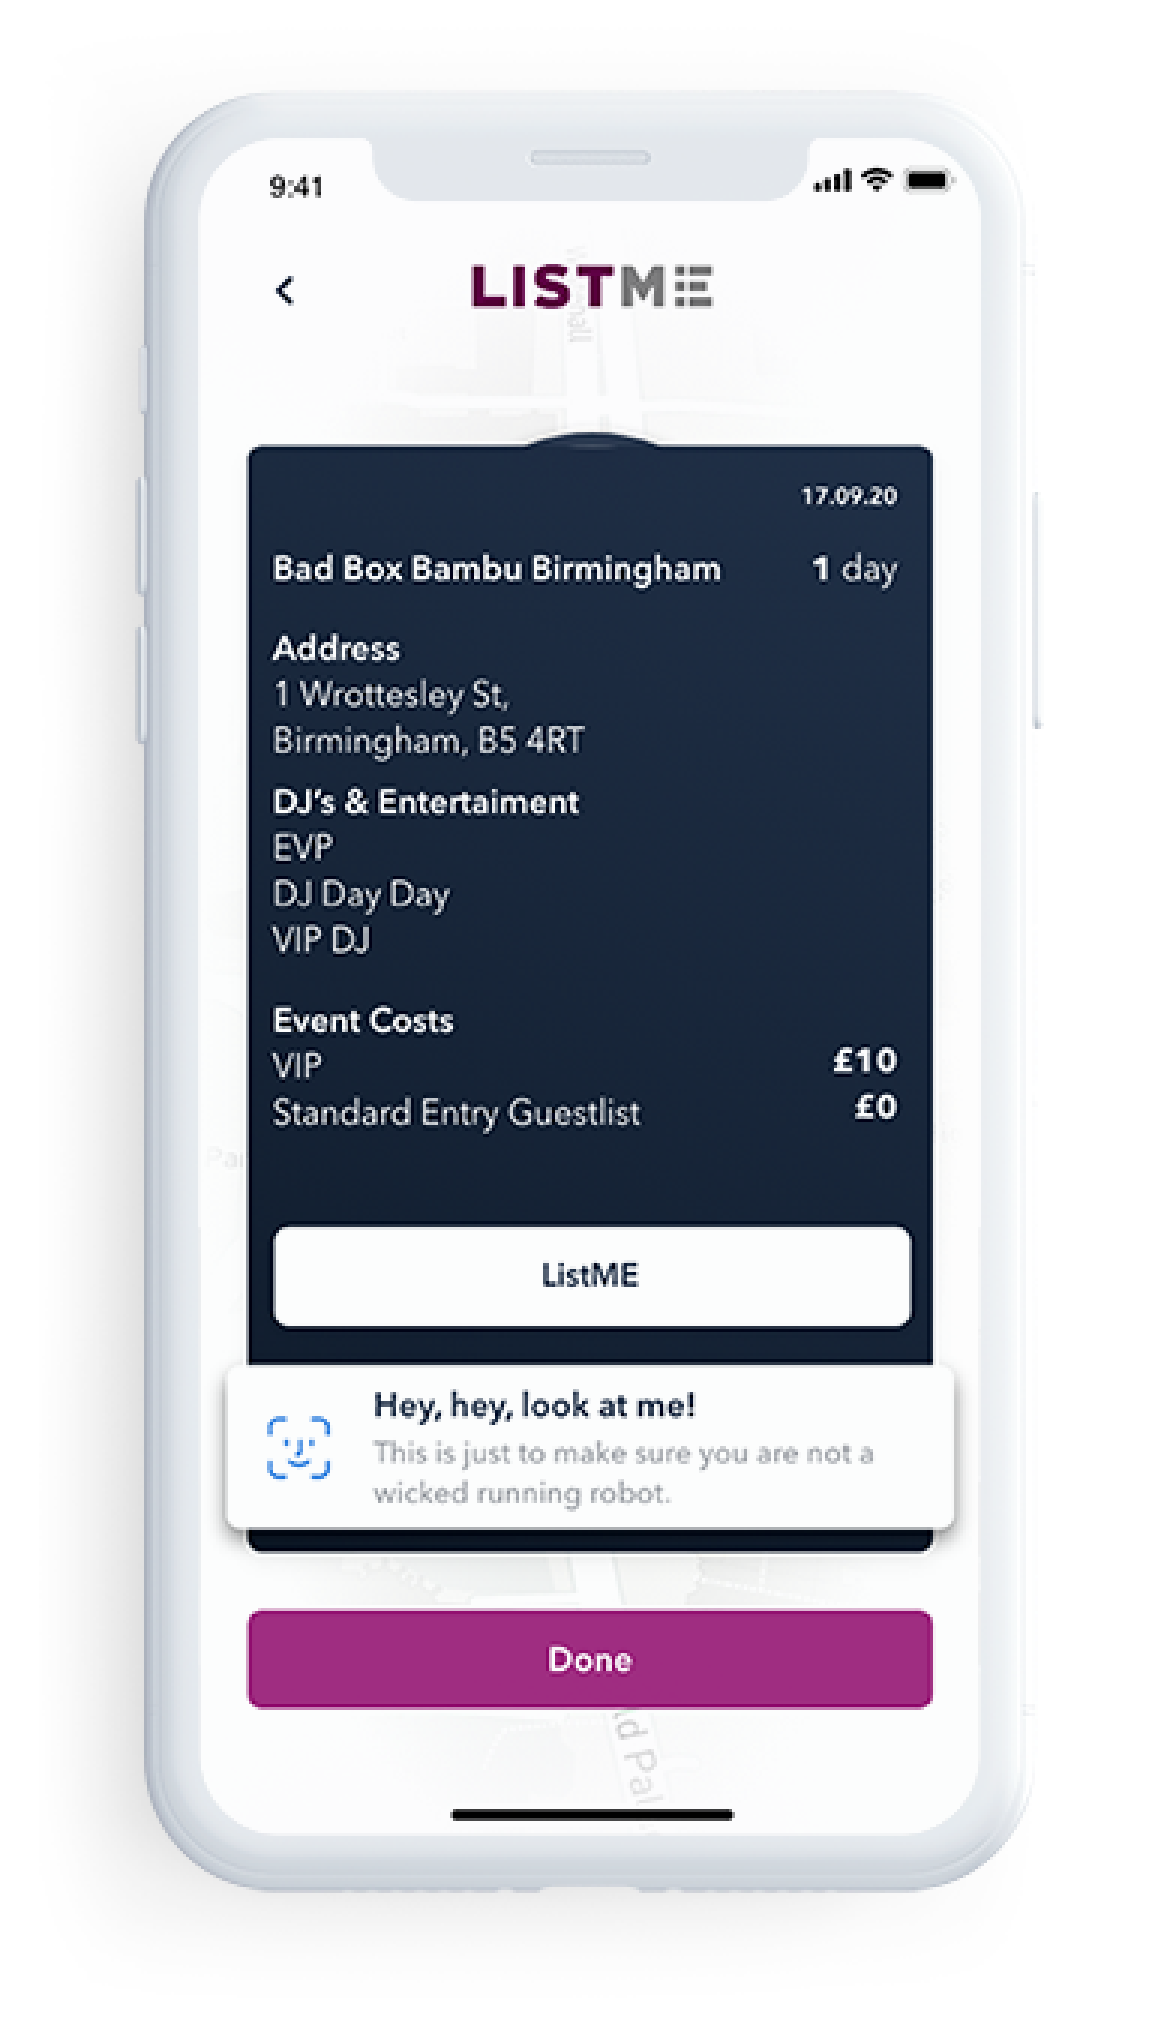 9:41
LISTME
17.09.20
Bad Box Bambu Birmingham 1 day
Address
1 Wrottesley St,
Birmingham, B5 4RT
DJ's & Entertaiment
EVP
DJ Day Day
VIP DJ
Event Costs
VIP £10
Standard Entry Guestlist £0
ListME
Hey, hey, look at me!
This is just to make sure you are not a
wicked running robot.
Done